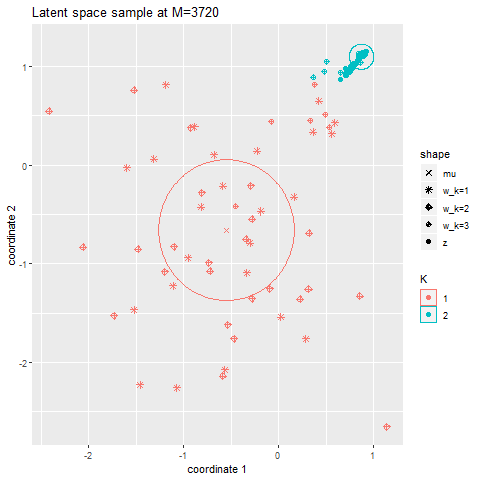 Latent space sample at M=3720
1
0
-1
-2
-2
-1
0
1
coordinate 1
coordinate 2
shape
mu
w_k=1
w_k=2
w_k=3
z
K
1
2